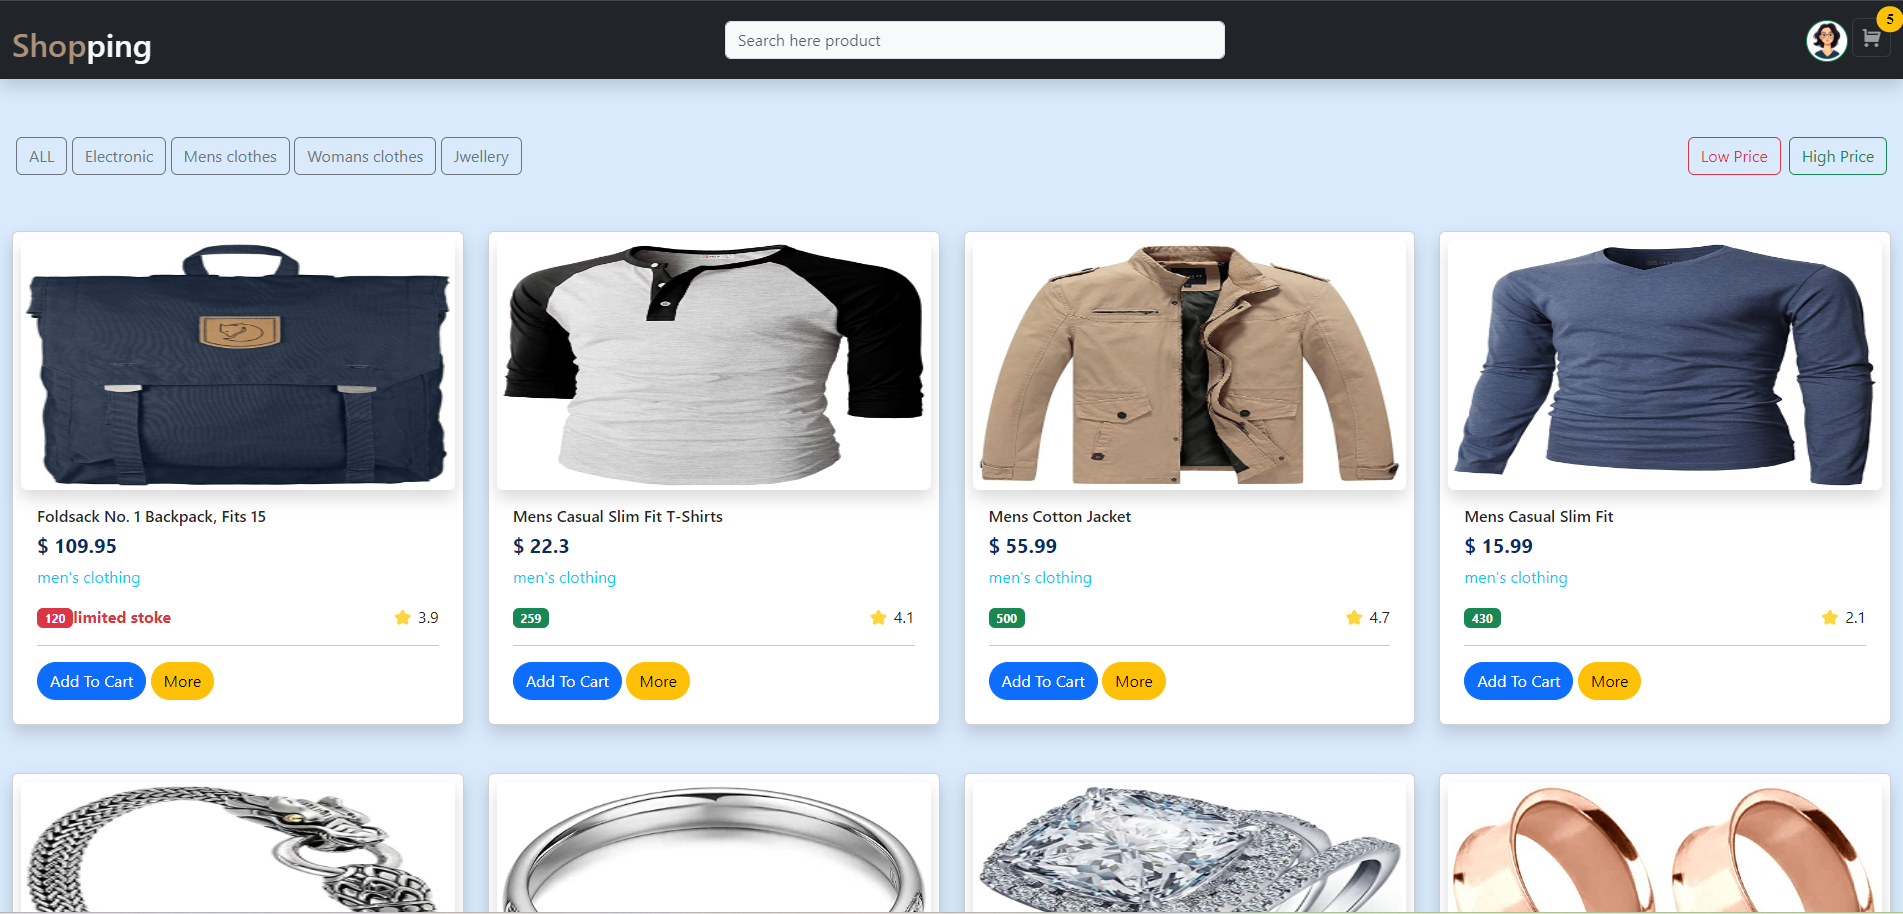 Shopping
Search here product
5
ALL
Electronic
Mens clothes
Womans clothes
Jwellery
Low Price
High Price
Foldsack No. 1 Backpack, Fits 15
$ 109.95
men's clothing
120 limited stoke
3.9
Add To Cart
More
Mens Casual Slim Fit T-Shirts
$ 22.3
men's clothing
259
4.1
Add To Cart
More
Mens Cotton Jacket
$ 55.99
men's clothing
500
4.7
Add To Cart
More
Mens Casual Slim Fit
$ 15.99
men's clothing
430
2.1
Add To Cart
More